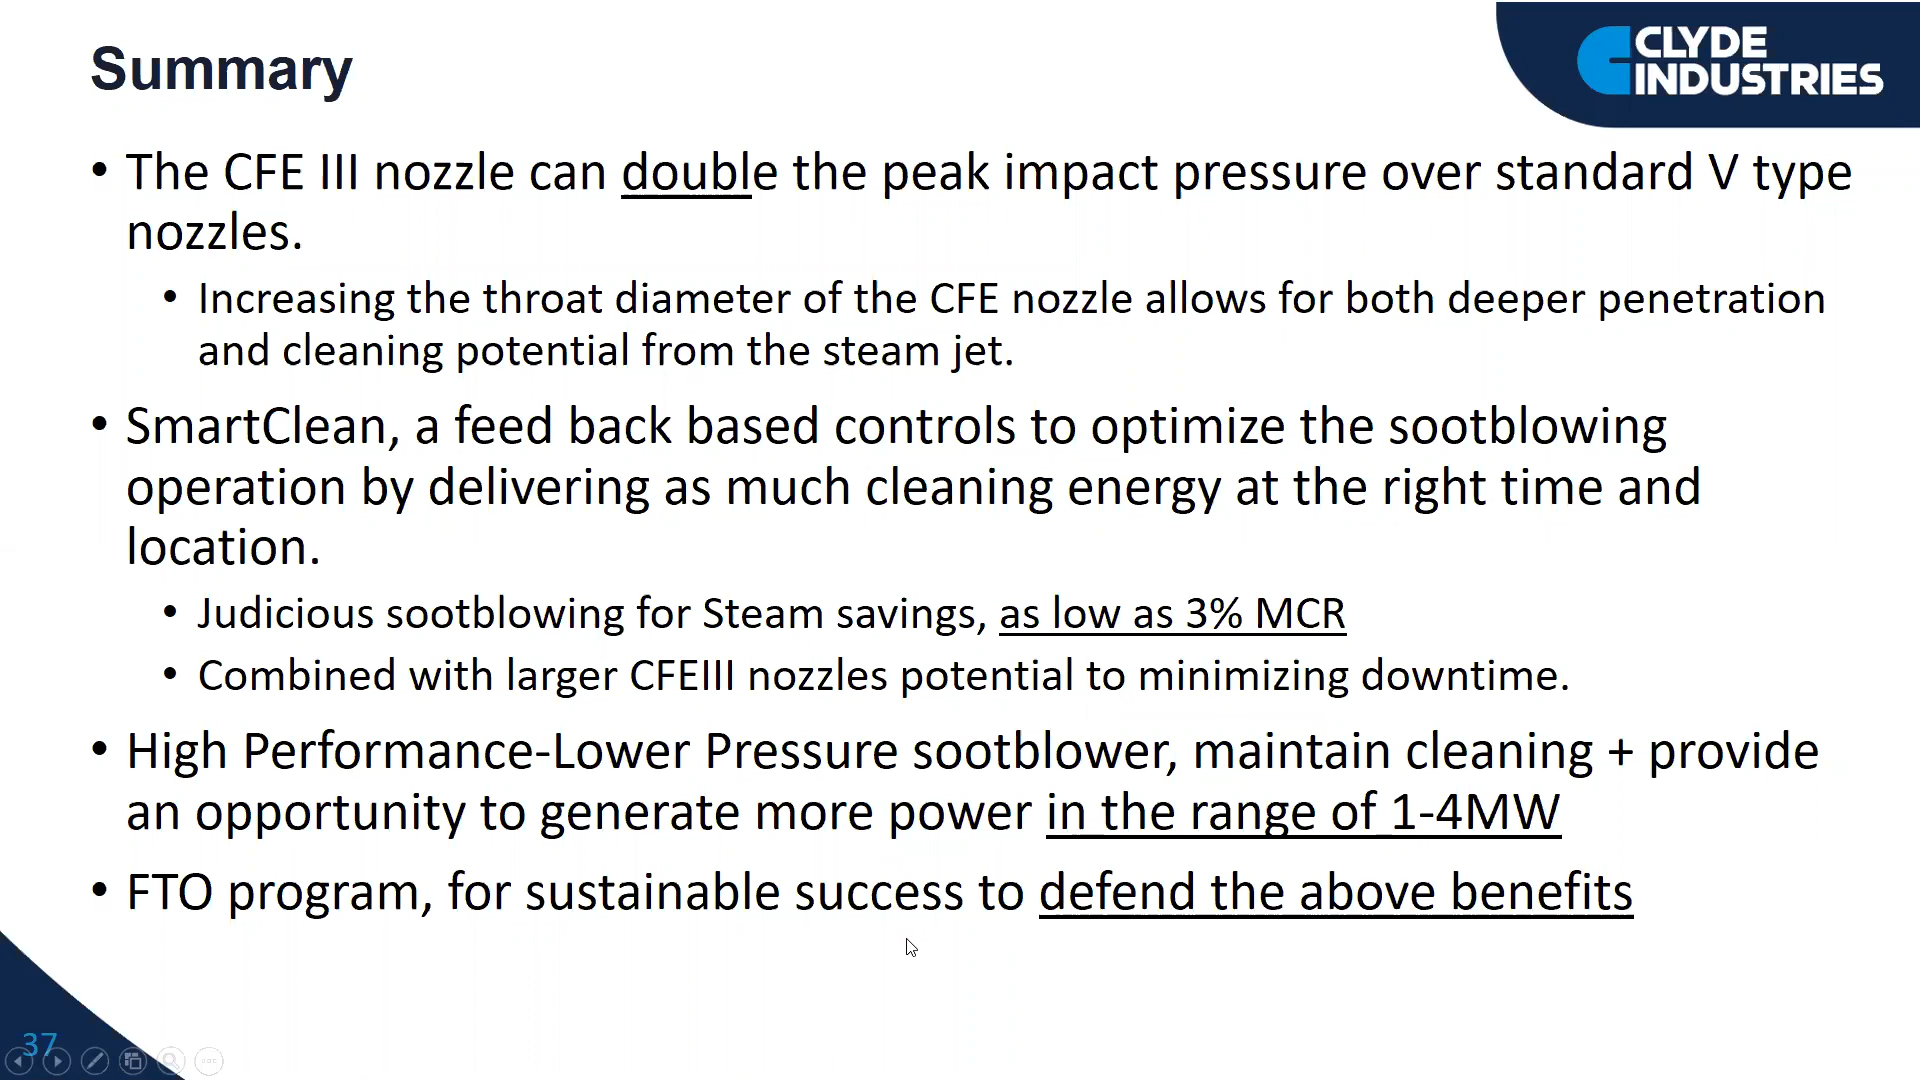 Summary
CLYDE
INDUSTRIES
• The CFE III nozzle can double the peak impact pressure over standard V type
nozzles.
• Increasing the throat diameter of the CFE nozzle allows for both deeper penetration
and cleaning potential from the steam jet.
• SmartClean, a feed back based controls to optimize the sootblowing
operation by delivering as much cleaning energy at the right time and
location.
• Judicious sootblowing for Steam savings, as low as 3% MCR
• Combined with larger CFEIII nozzles potential to minimizing downtime.
• High Performance-Lower Pressure sootblower, maintain cleaning + provide
an opportunity to generate more power in the range of 1-4MW
• FTO program, for sustainable success to defend the above benefits
37